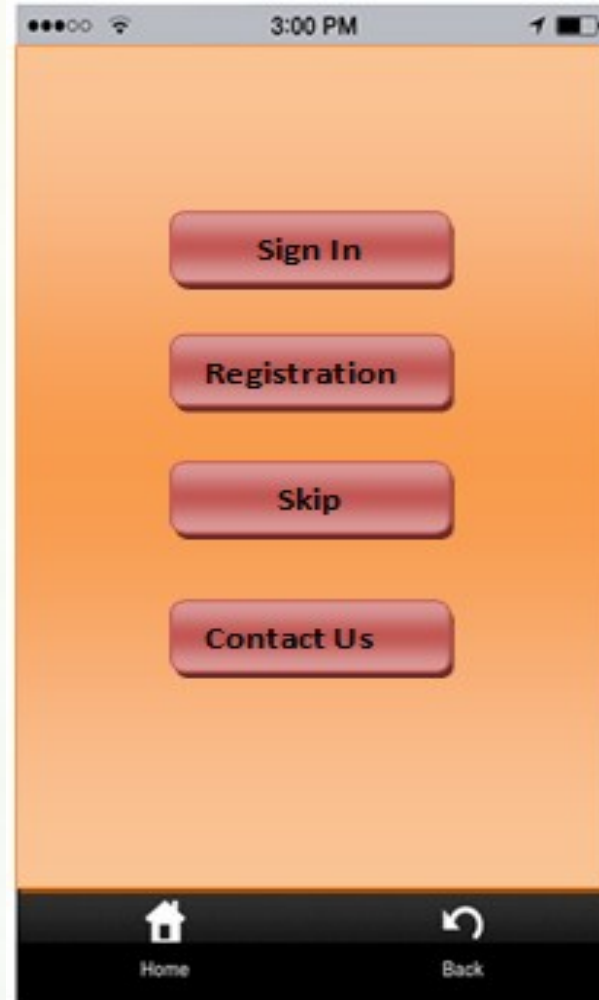 3:00 PM
Sign In
Registration
Skip
Contact Us
Home Back